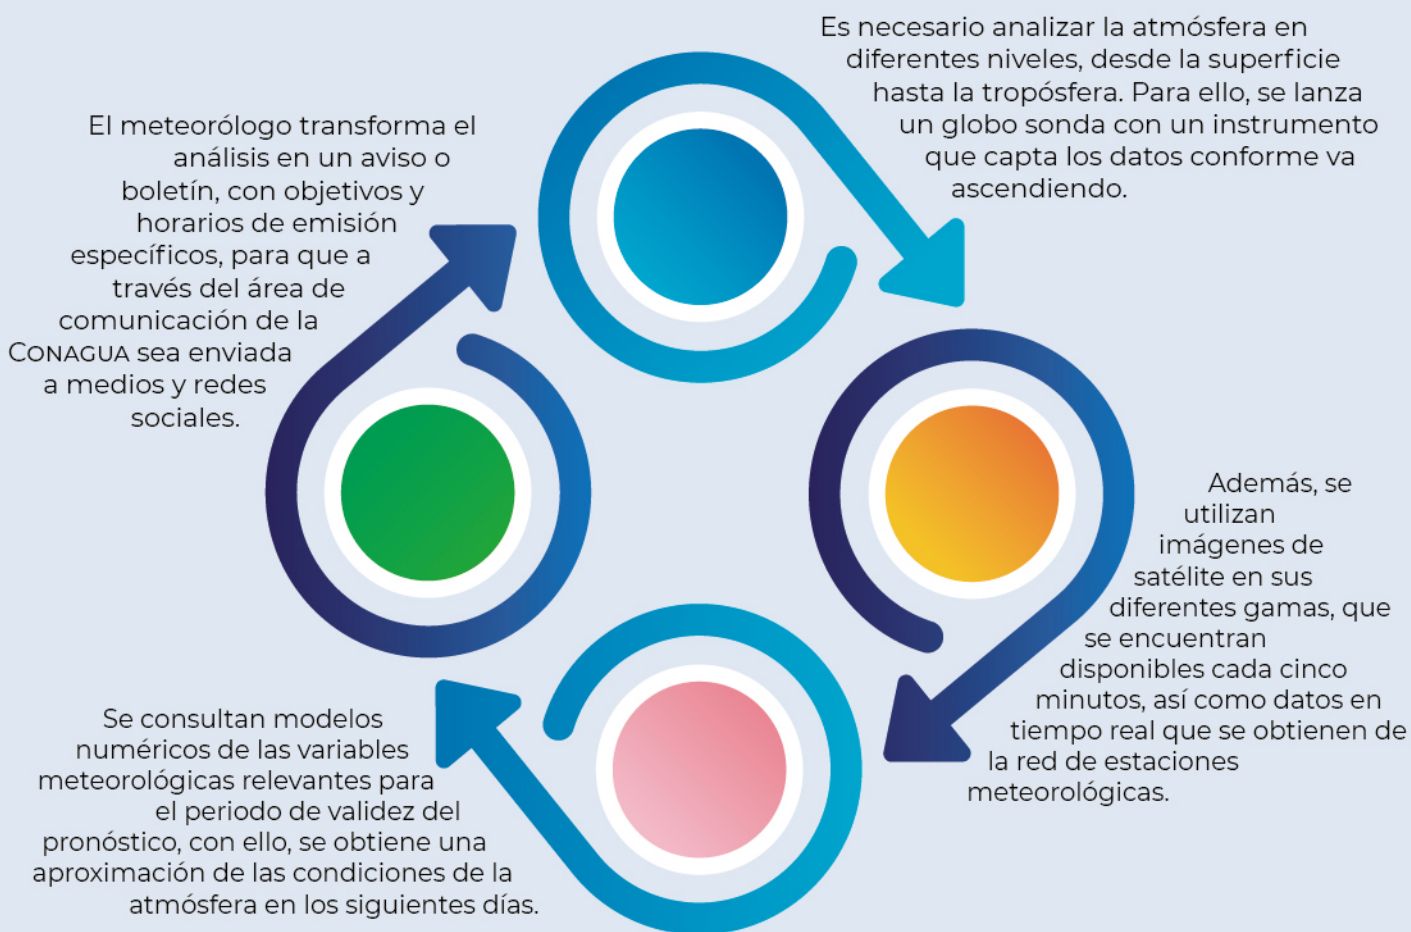 Es necesario analizar la atmósfera en
diferentes niveles, desde la superficie
hasta la tropósfera. Para ello, se lanza
un globo sonda con un instrumento
que capta los datos conforme va
ascendiendo.
Además, se
utilizan
imágenes de
satélite en sus
diferentes gamas, que
se encuentran
disponibles cada cinco
minutos, así como datos en
tiempo real que se obtienen de
la red de estaciones
meteorológicas.
Se consultan modelos
numéricos de las variables
meteorológicas relevantes para
el periodo de validez del
pronóstico, con ello, se obtiene una
aproximación de las condiciones de la
atmósfera en los siguientes días.
El meteorólogo transforma el
análisis en un aviso o
boletín, con objetivos y
horarios de emisión
específicos, para que a
través del área de
comunicación de la
CONAGUA sea enviada
a medios y redes
sociales.